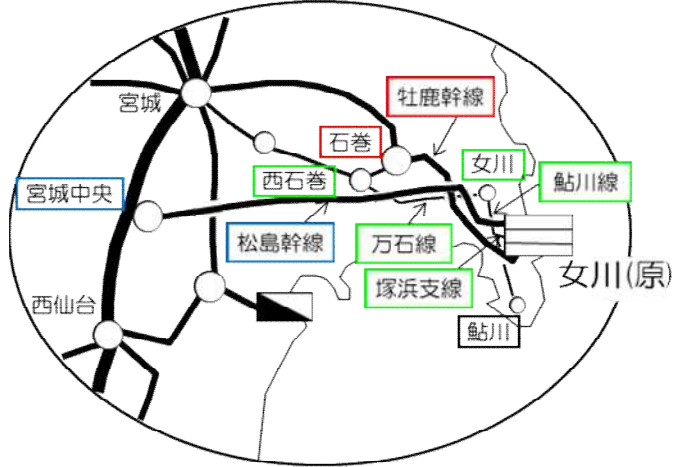 牡鹿幹線
宮城
石巻
女川
西石巻
鮎川線
宮城中央
松島幹線
万石線
塚浜支線
女川(原)
西仙台
鮎川